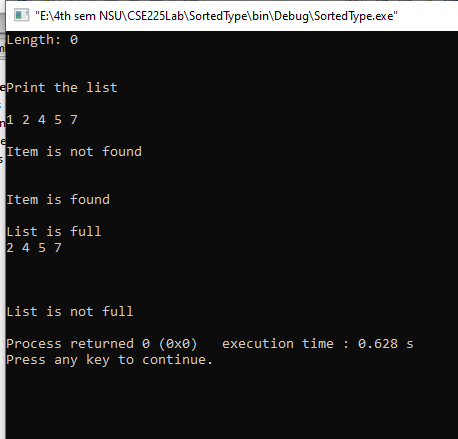 "E:\4th sem NSU\CSE225Lab\SortedType\bin\Debug\SortedType.exe"
Length: 0
Print the list
1 2 4 5 7
Item is not found
Item is found
List is full
2 4 5 7
List is not full
Process returned 0 (0x0)   execution time : 0.628 s
Press any key to continue.